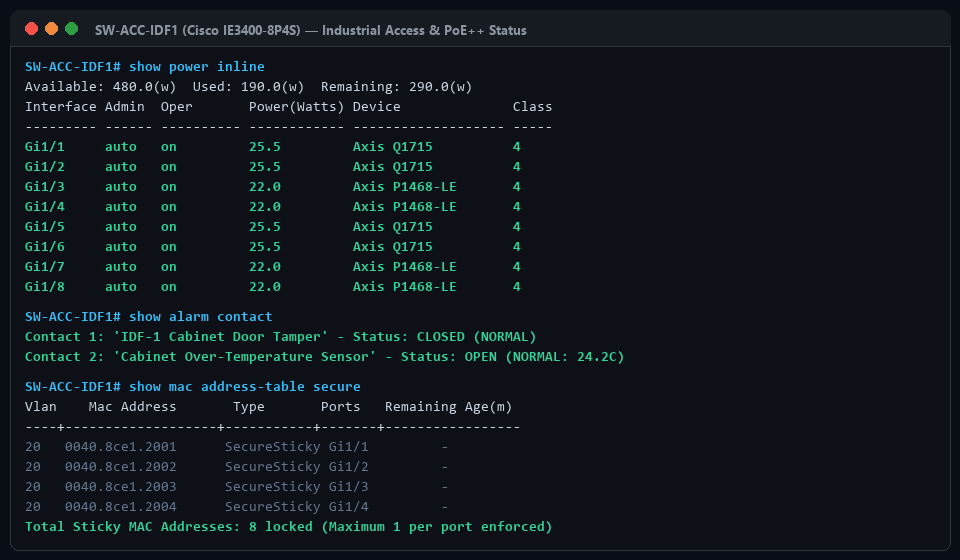 SW-ACC-IDF1 (Cisco IE3400-8P4S) — Industrial Access & PoE++ Status
SW-ACC-IDF1# show power inline
Available: 480.0(w)  Used: 190.0(w)  Remaining: 290.0(w)
Interface Admin  Oper       Power(Watts) Device              Class
--------- ------ ---------- ------------ ------------------- -----
Gi1/1     auto   on         25.5         Axis Q1715          4
Gi1/2     auto   on         25.5         Axis Q1715          4
Gi1/3     auto   on         22.0         Axis P1468-LE       4
Gi1/4     auto   on         22.0         Axis P1468-LE       4
Gi1/5     auto   on         25.5         Axis Q1715          4
Gi1/6     auto   on         25.5         Axis Q1715          4
Gi1/7     auto   on         22.0         Axis P1468-LE       4
Gi1/8     auto   on         22.0         Axis P1468-LE       4
SW-ACC-IDF1# show alarm contact
Contact 1: 'IDF-1 Cabinet Door Tamper' - Status: CLOSED (NORMAL)
Contact 2: 'Cabinet Over-Temperature Sensor' - Status: OPEN (NORMAL: 24.2C)
SW-ACC-IDF1# show mac address-table secure
Vlan    Mac Address       Type       Ports   Remaining Age(m)
----+-------------------+-----------+-------+-----------------
20   0040.8ce1.2001      SecureSticky Gi1/1         -
20   0040.8ce1.2002      SecureSticky Gi1/2         -
20   0040.8ce1.2003      SecureSticky Gi1/3         -
20   0040.8ce1.2004      SecureSticky Gi1/4         -
Total Sticky MAC Addresses: 8 locked (Maximum 1 per port enforced)